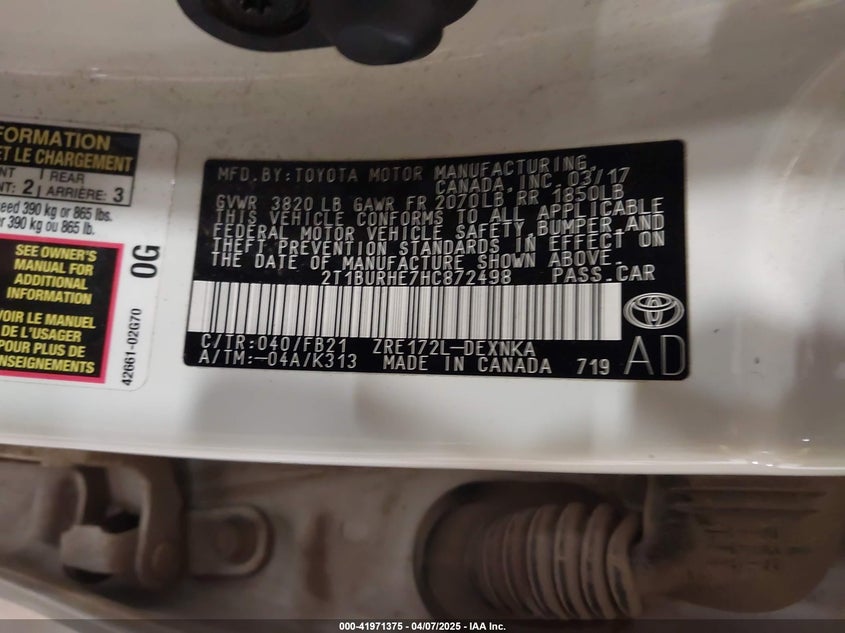 FORMATION
ET LE CHARGEMENT
NT 2 REAR 3
NT: ARRIÈRE:
eed 390 kg or 865 lbs.
r 390 kg ou 865 lb.
SEE OWNER'S
MANUAL FOR
ADDITIONAL
INFORMATION
VOIR LE MANUEL
DE L'USAGER
POUR PLUS DE
ENSEIGNEMENTS
0G
42661-02G70
MFD.BY:TOYOTA MOTOR MANUFACTURING,
CANADA, INC. 03/17
GVWR 3820 LB GAWR FR 2070LB RR 1850LB
THIS VEHICLE CONFORMS TO ALL APPLICABLE
FEDERAL MOTOR VEHICLE SAFETY,BUMPER,AND
THEFT PREVENTION STANDARDS IN EFFECT ON
THE DATE OF MANUFACTURE SHOWN ABOVE.
2T1BURHE7HC872498 PASS.CAR
C/TR:040/FB21 ZRE172L-DEXNKA
A/TM:-04A/K313 MADE IN CANADA 719
AD
TOYOTA
000-41971375 - 04/07/2025 - IAA Inc.